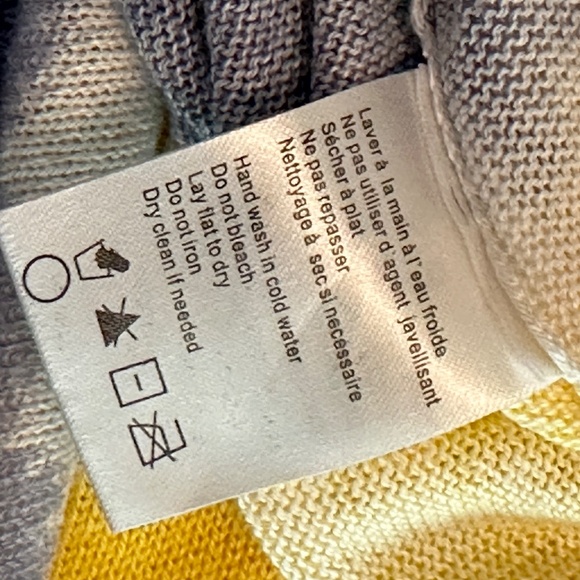 Laver à la main à l'eau froide
Ne pas utiliser d'agent javellisant
Sécher à plat
Ne pas repasser
Nettoyage à sec si necessaire
Hand wash in cold water
Do not bleach
Lay flat to dry
Do not iron
Dry clean if needed